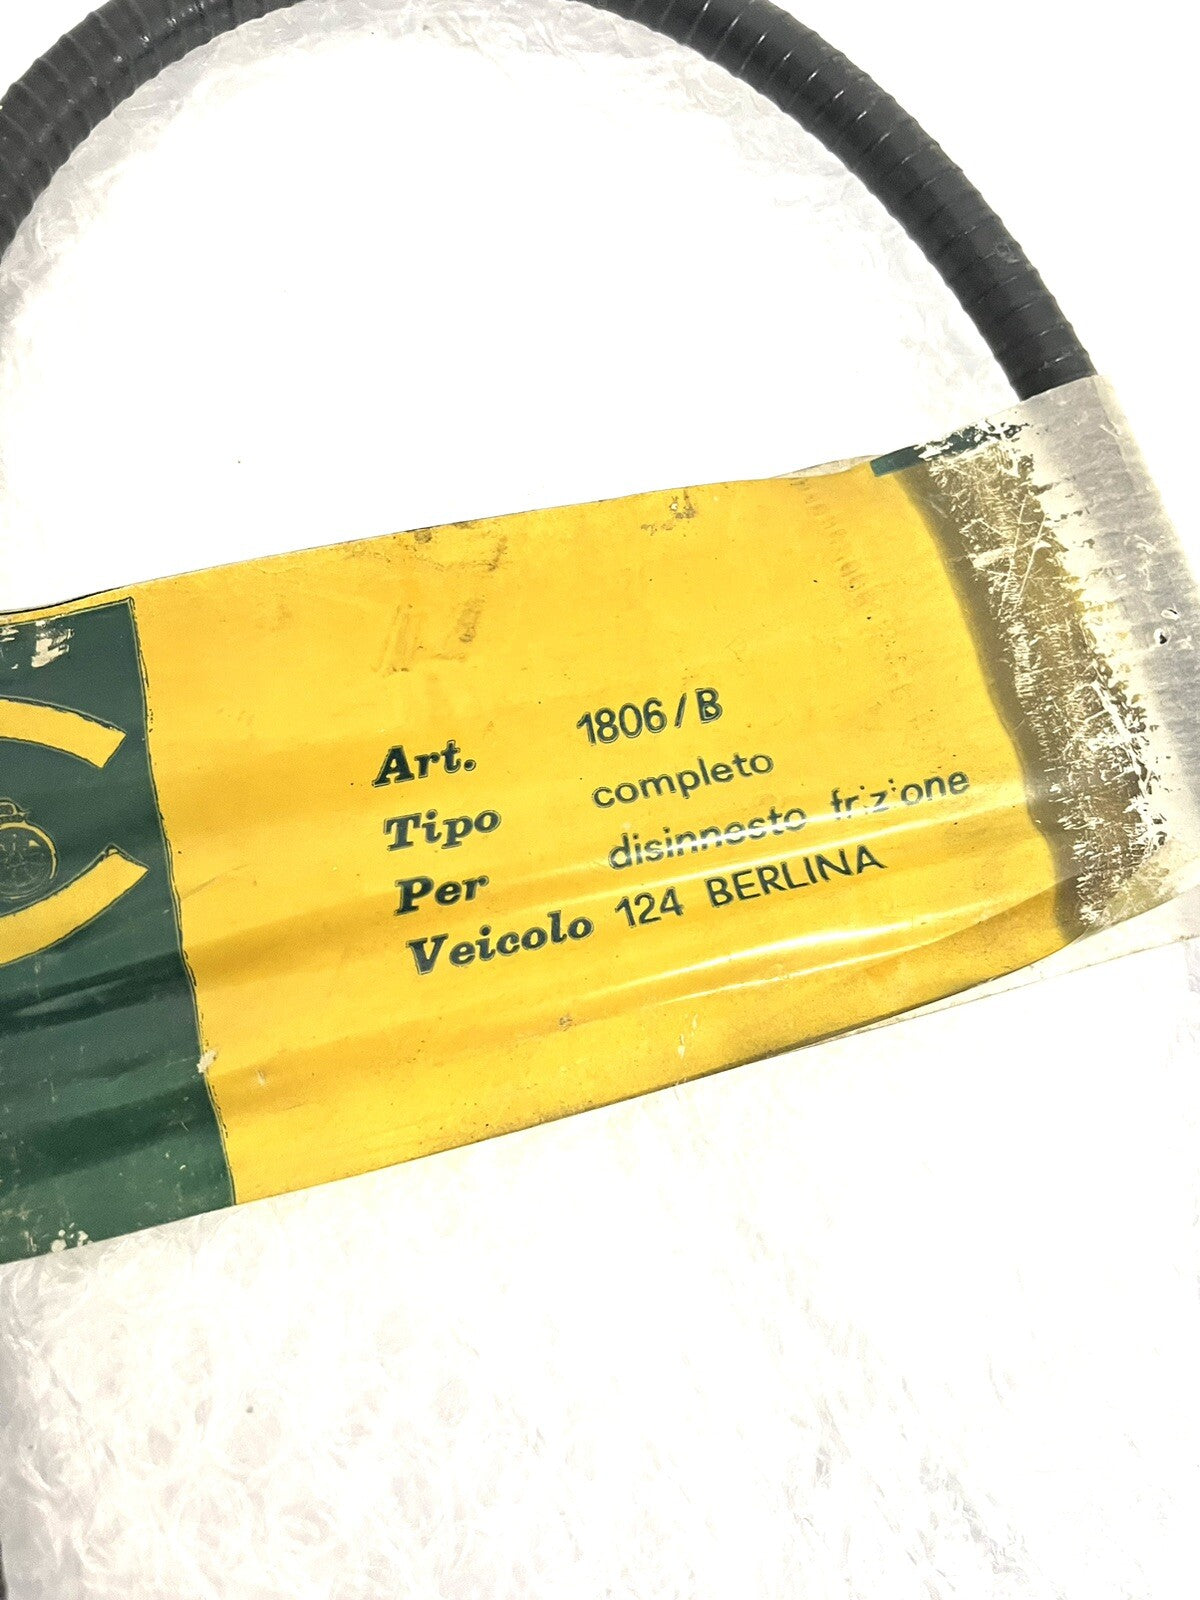 Art. 1806/B
Tipo completo
Per disinnesto frizione
Veicolo 124 BERLINA